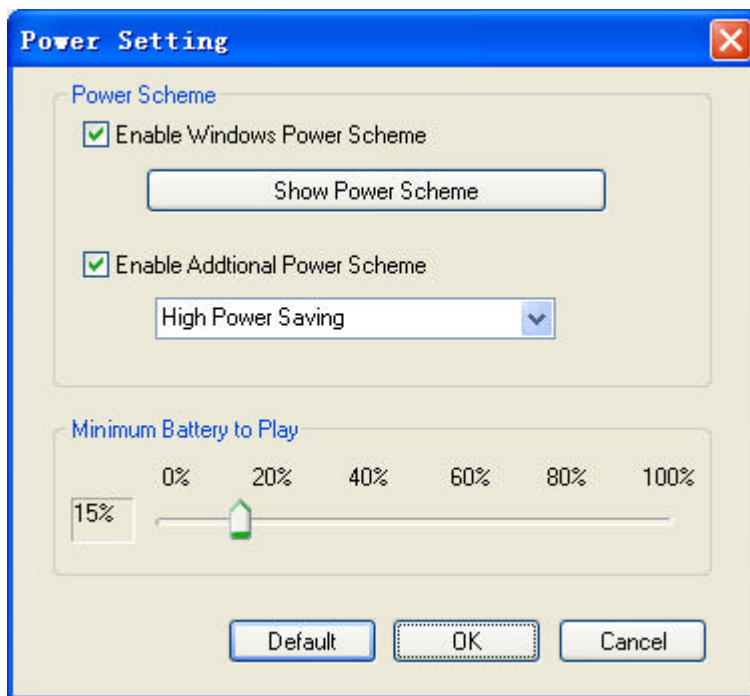 Power Setting
Power Scheme
Enable Windows Power Scheme
Show Power Scheme
Enable Addtional Power Scheme
High Power Saving
Minimum Battery to Play
0% 20% 40% 60% 80% 100%
15%
Default OK Cancel